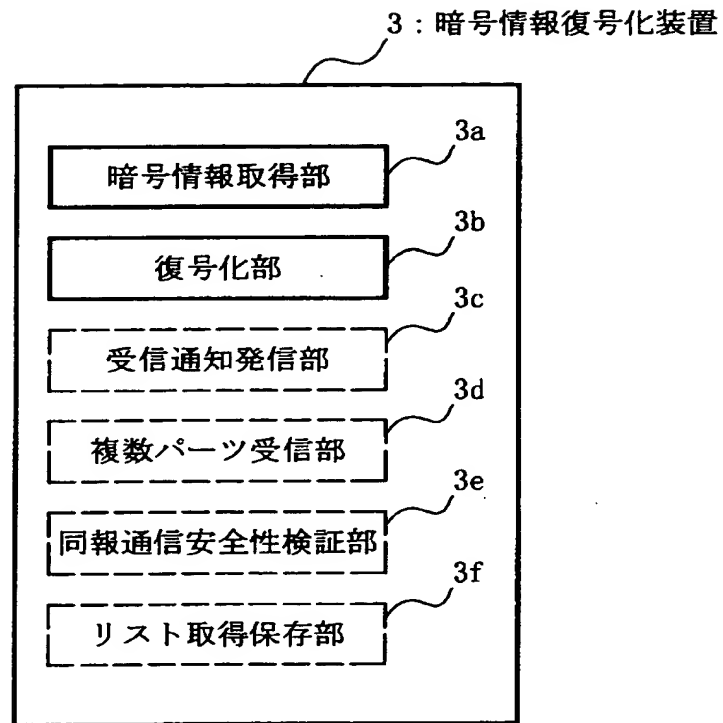 3：暗号情報復号化装置
3a
暗号情報取得部
3b
復号化部
3c
受信通知発信部
3d
複数パーツ受信部
3e
同報通信安全性検証部
3f
リスト取得保存部